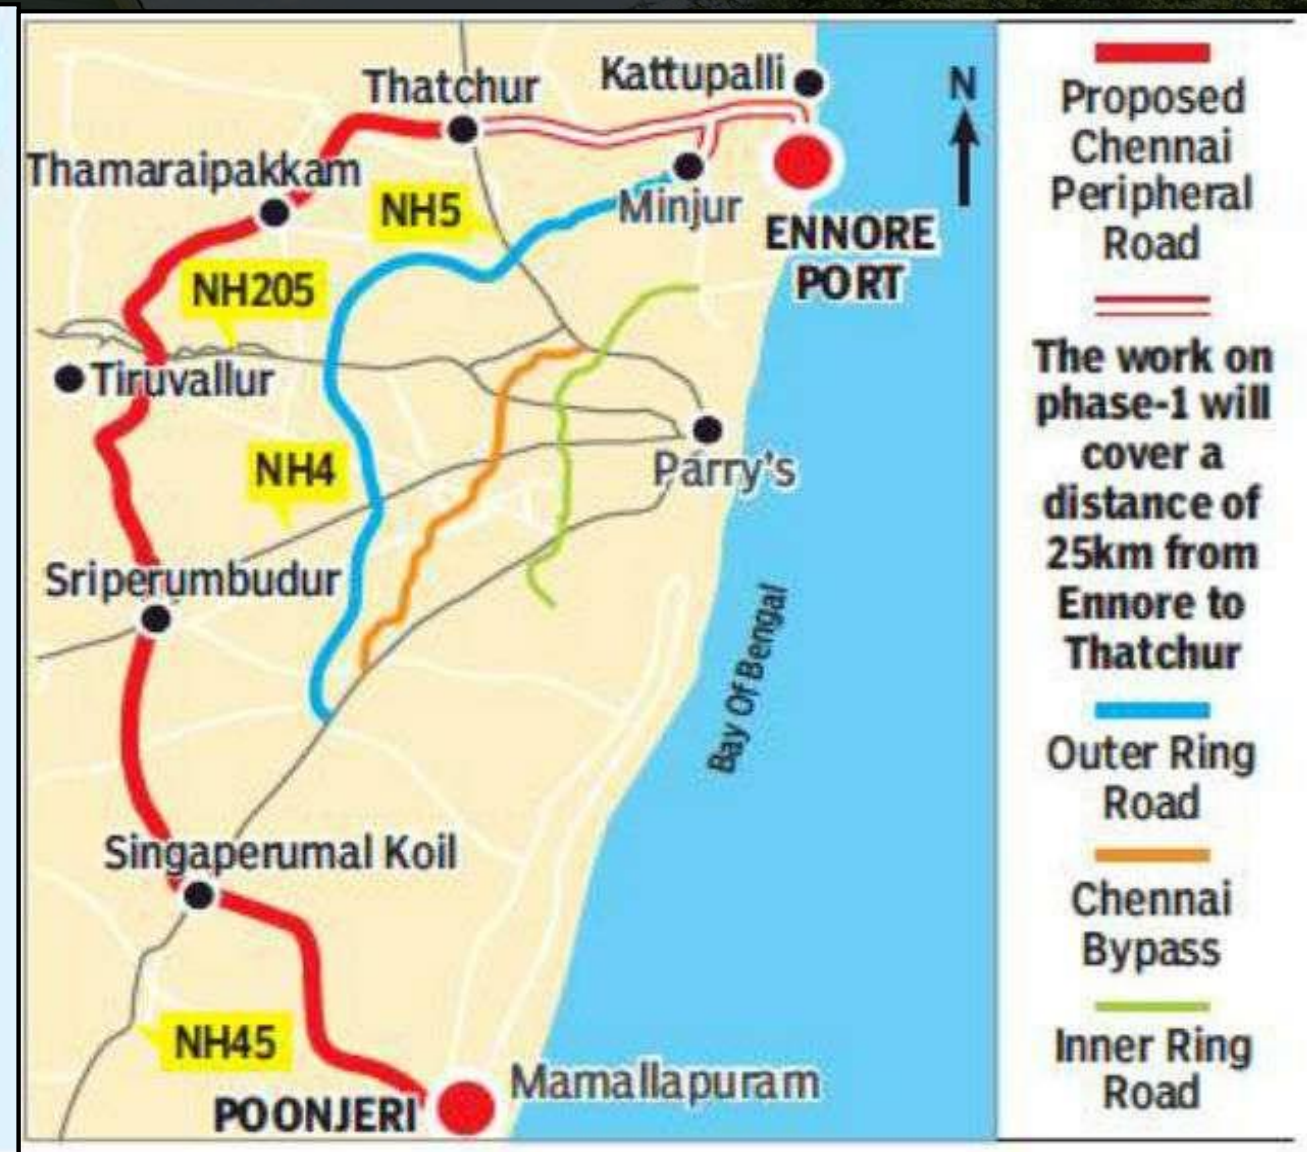 Thatchur
Kattupalli
N
Thamaraipakkam
NH5
Minjur
ENNORE
PORT
NH205
Tiruvallur
NH4
Parry's
Sriperumbudur
Bay Of Bengal
Singaperumal Koil
NH45
Mamallapuram
POONJERI
Proposed
Chennai
Peripheral
Road
The work on
phase-1 will
cover a
distance of
25km from
Ennore to
Thatchur
Outer Ring
Road
Chennai
Bypass
Inner Ring
Road